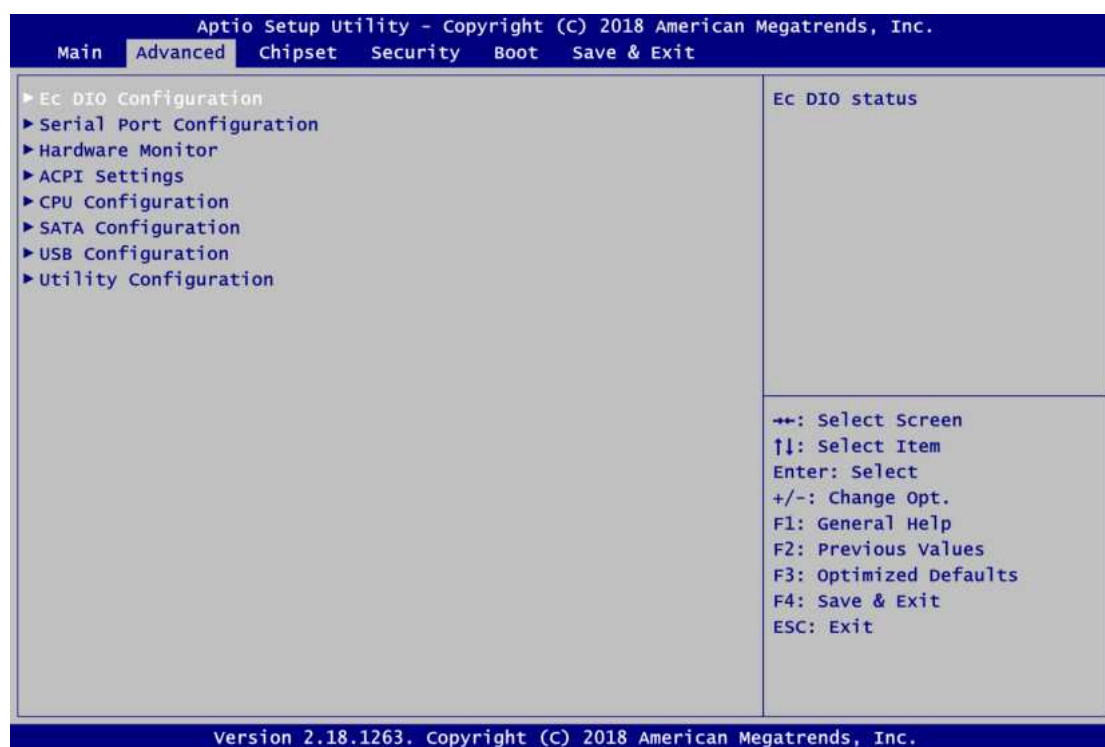 Aptio Setup Utility – Copyright (C) 2018 American Megatrends, Inc.
Main Advanced Chipset Security Boot Save & Exit
►Ec DIO Configuration
►Serial Port Configuration
►Hardware Monitor
►ACPI Settings
►CPU Configuration
►SATA Configuration
►USB Configuration
►Utility Configuration
Ec DIO status
→←: Select Screen
↑↓: Select Item
Enter: Select
+/-: Change Opt.
F1: General Help
F2: Previous Values
F3: Optimized Defaults
F4: Save & Exit
ESC: Exit
Version 2.18.1263. Copyright (C) 2018 American Megatrends, Inc.